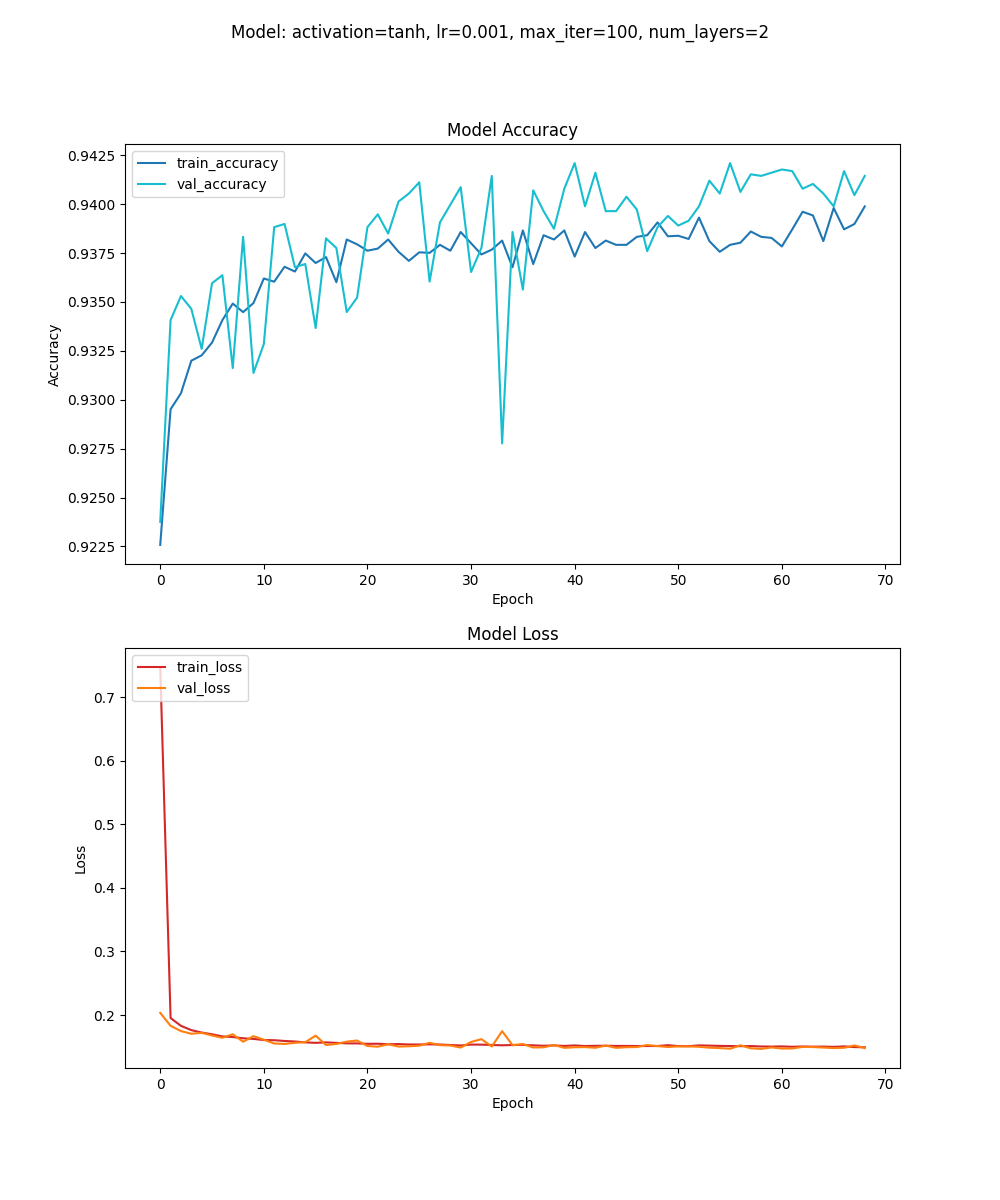 Model: activation=tanh, lr=0.001, max_iter=100, num_layers=2
Model Accuracy
train_accuracy
val_accuracy
0.9425
0.9400
0.9375
0.9350
0.9325
0.9300
0.9275
0.9250
0.9225
Accuracy
0 10 20 30 40 50 60 70
Epoch
Model Loss
train_loss
val_loss
0.7
0.6
0.5
0.4
0.3
0.2
Loss
0 10 20 30 40 50 60 70
Epoch